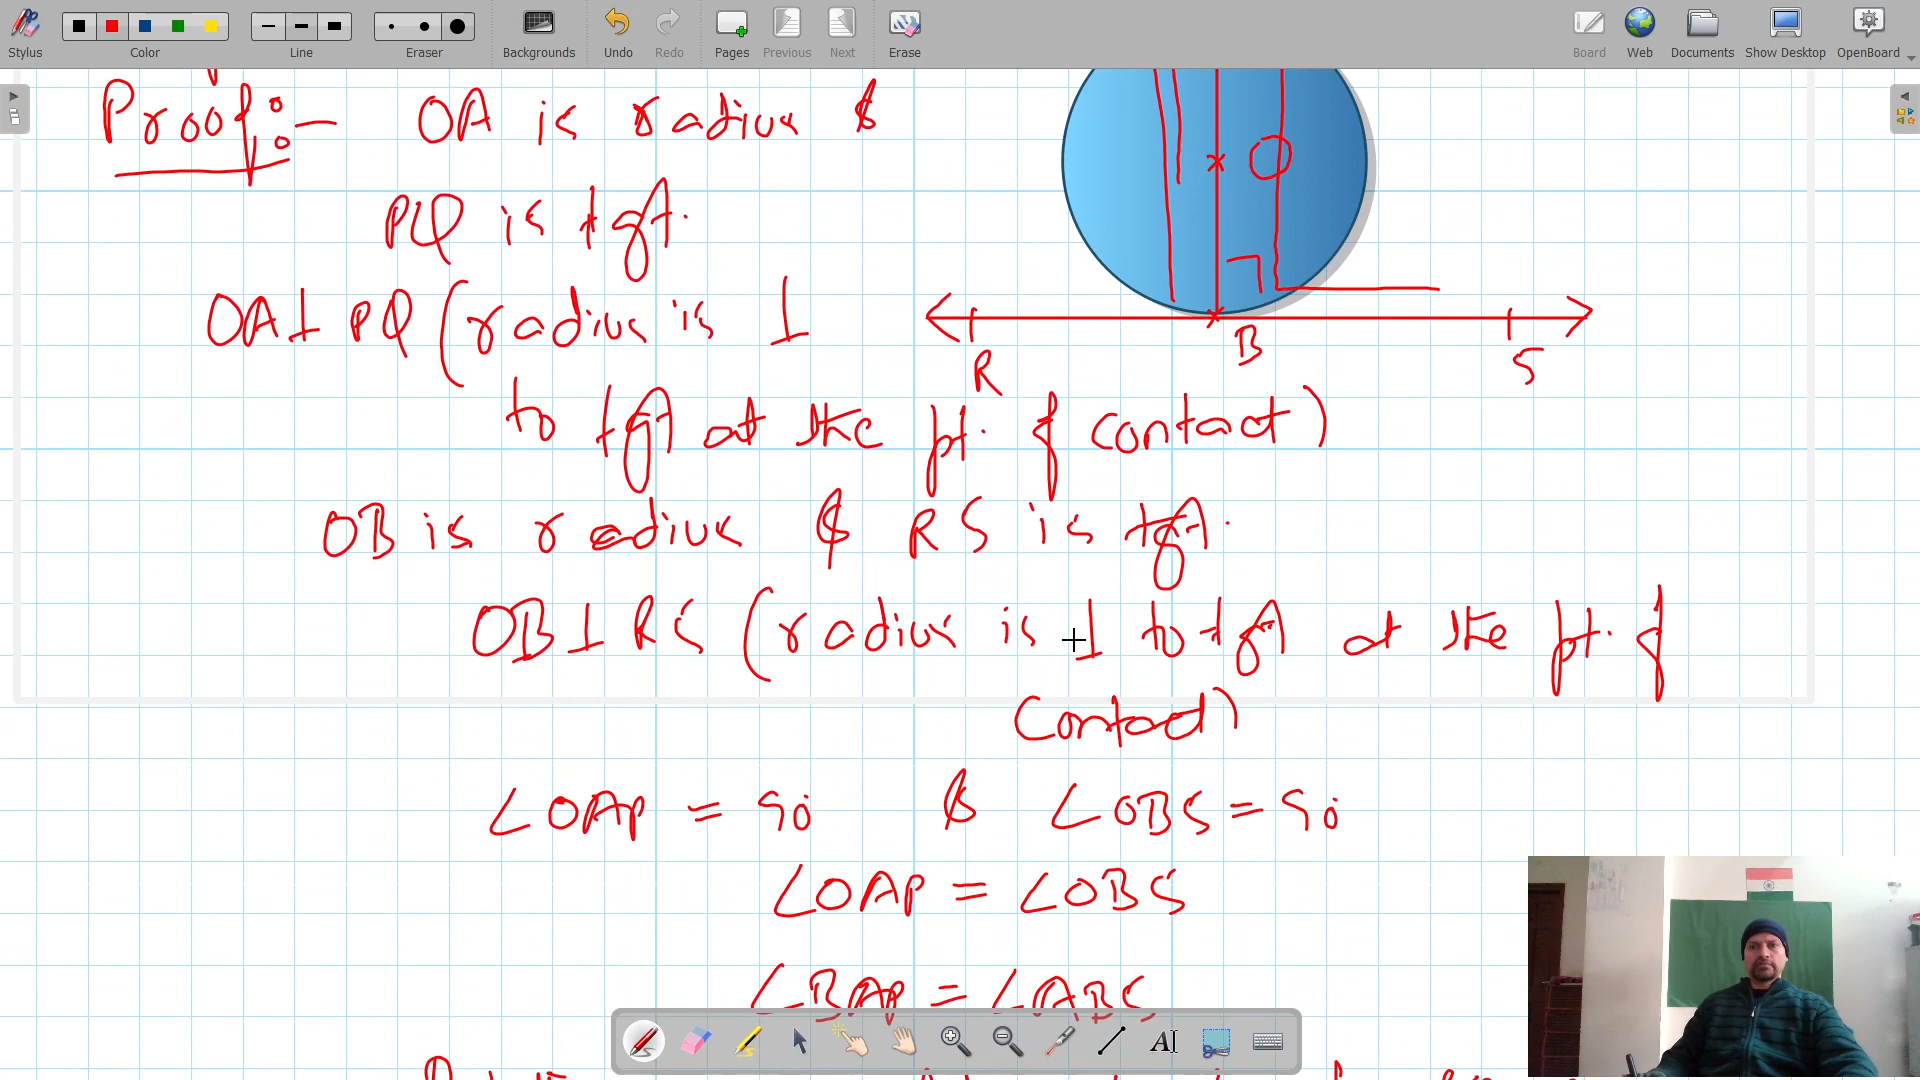 Stylus Color Line Eraser Backgrounds Undo Redo Pages Previous Next Erase Board Web Documents Show Desktop OpenBoard
Proof:- OA is radius &
PQ is tgt.
OA⊥PQ (radius is ⊥
to tgt at the pt. of contact)
O
B
R
S
OB is radius & RS is tgt.
OB⊥RS (radius is ⊥ to tgt at the pt. of
contact)
∠OAP = 90 & ∠OBS = 90
∠OAP = ∠OBS
∠BAP = ∠ABS